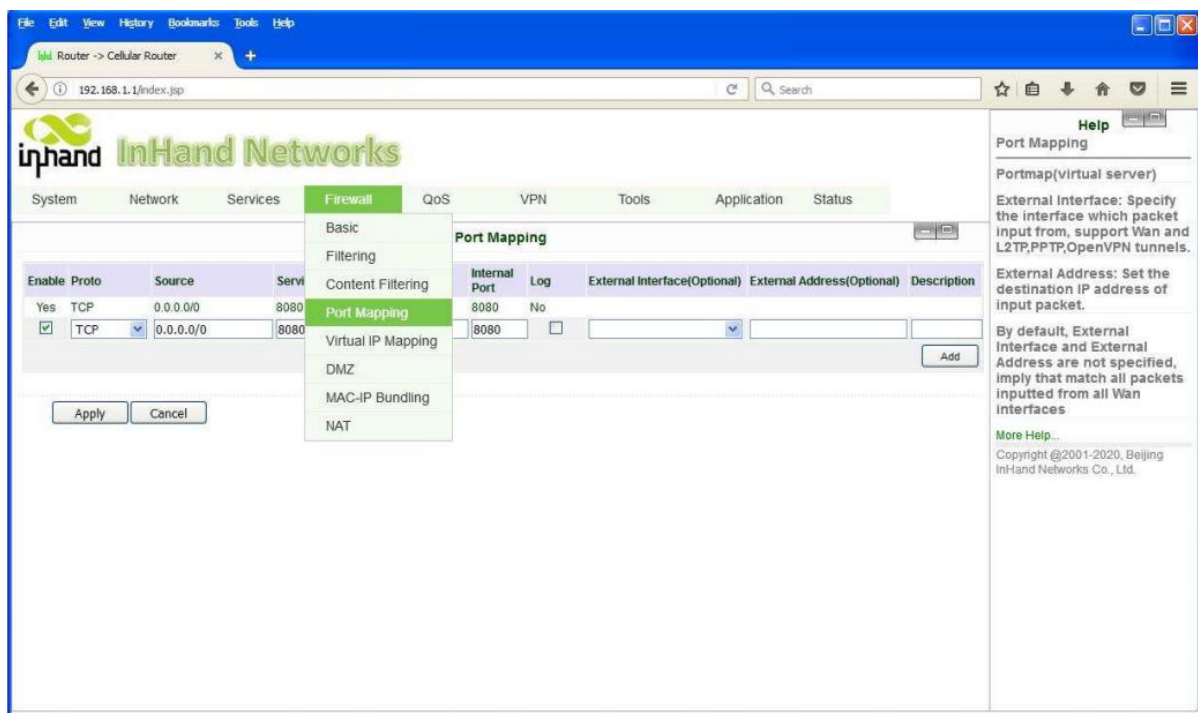 File Edit View History Bookmarks Tools Help
Router -> Cellular Router × +
192.168.1.1/index.jsp Search
inhand InHand Networks
System Network Services Firewall QoS VPN Tools Application Status
Basic
Filtering
Content Filtering
Port Mapping
Virtual IP Mapping
DMZ
MAC-IP Bundling
NAT
Port Mapping
Enable Proto Source Servi Internal Port Log External Interface(Optional) External Address(Optional) Description
Yes TCP 0.0.0.0/0 8080 8080 No
TCP 0.0.0.0/0 8080 8080
Add
Apply Cancel
Help
Port Mapping
Portmap(virtual server)
External Interface: Specify
the interface which packet
input from, support Wan and
L2TP,PPTP,OpenVPN tunnels.
External Address: Set the
destination IP address of
input packet.
By default, External
Interface and External
Address are not specified,
imply that match all packets
inputted from all Wan
interfaces
More Help...
Copyright @2001-2020, Beijing
InHand Networks Co., Ltd.